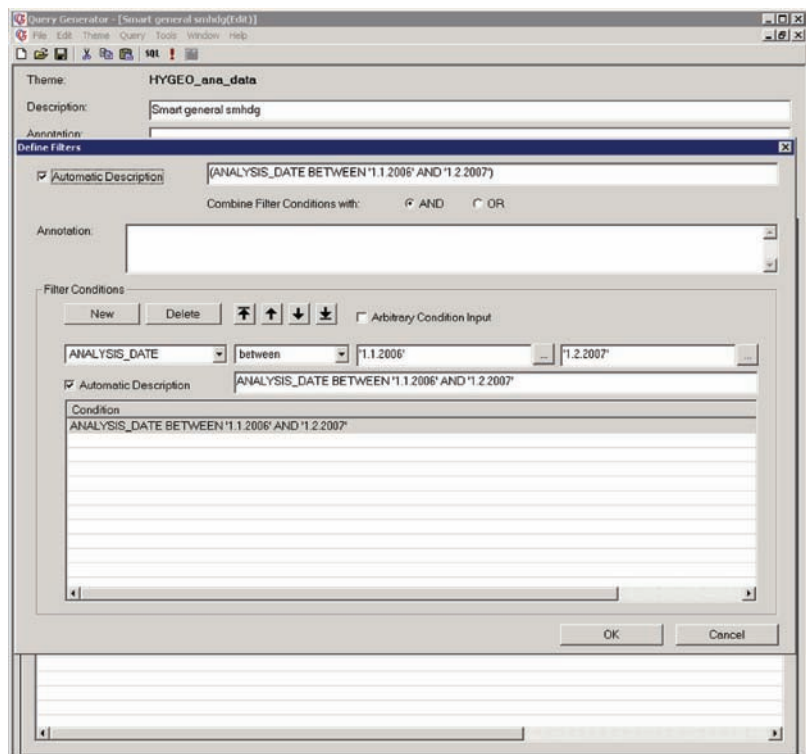 Query Generator - [Smart general smhdg(Edit)]
File Edit Theme Query Tools Window Help
SQL
Theme: HYGEO_ana_data
Description: Smart general smhdg
Annotation:
Define Filters
Automatic Description (ANALYSIS_DATE BETWEEN '1.1.2006' AND '1.2.2007')
Combine Filter Conditions with: AND OR
Annotation:
Filter Conditions
New Delete Arbitrary Condition Input
ANALYSIS_DATE between '1.1.2006' ... '1.2.2007' ...
Automatic Description ANALYSIS_DATE BETWEEN '1.1.2006' AND '1.2.2007'
Condition
ANALYSIS_DATE BETWEEN '1.1.2006' AND '1.2.2007'
OK Cancel